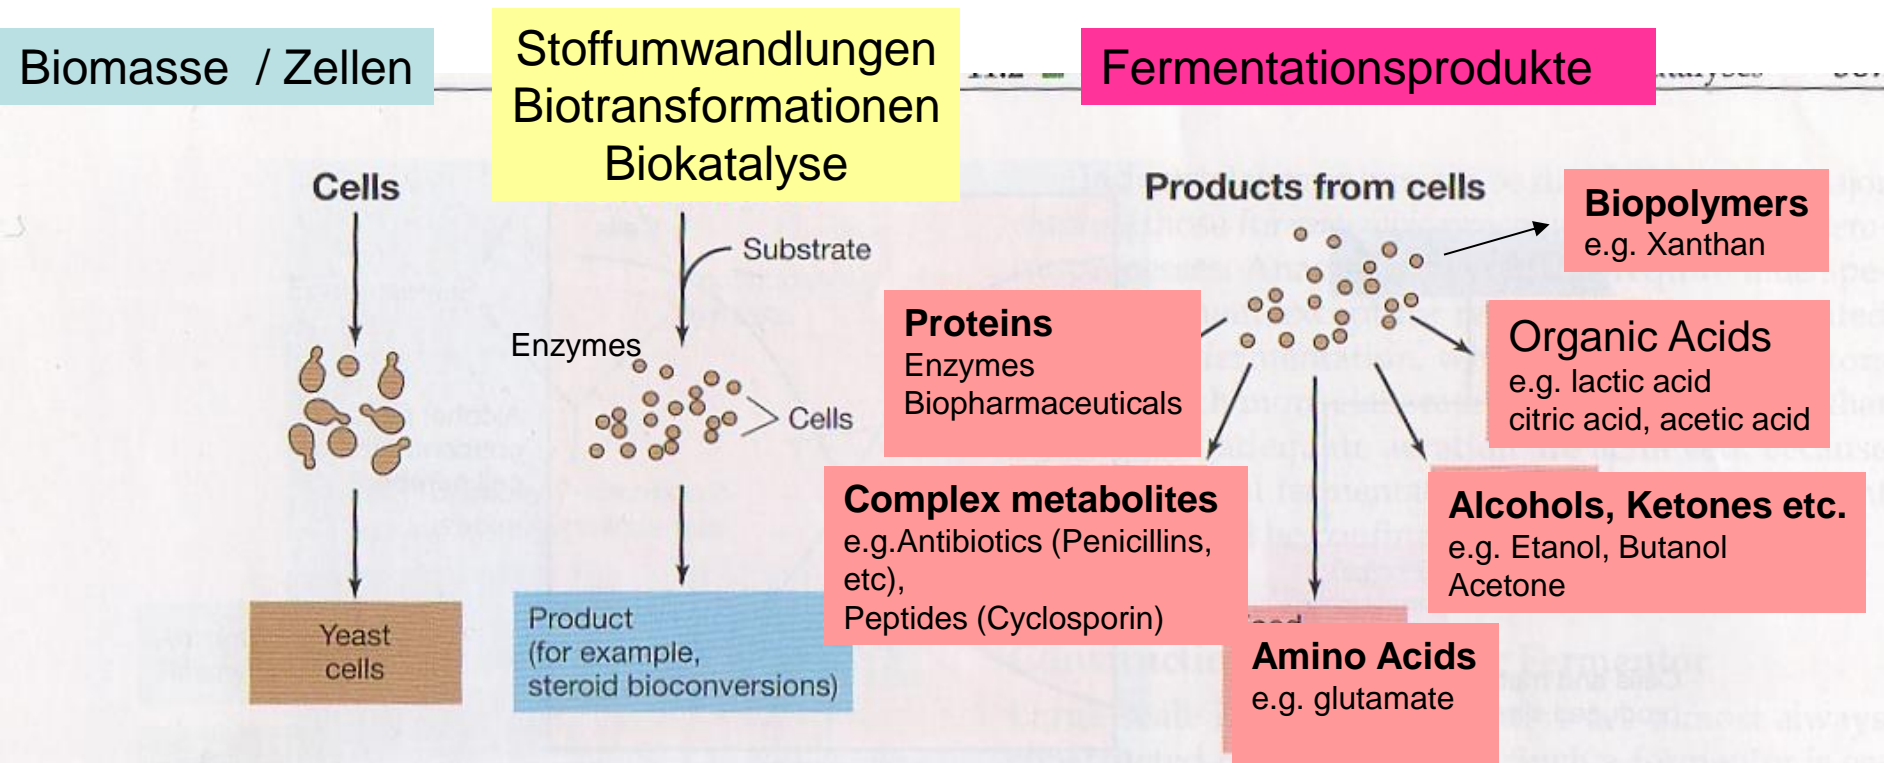 Biomasse / Zellen
Stoffumwandlungen
Biotransformationen
Biokatalyse
Fermentationsprodukte
11.2
Cells
Substrate
Enzymes
Cells
Yeast
cells
Product
(for example,
steroid bioconversions)
Products from cells
Biopolymers
e.g. Xanthan
Proteins
Enzymes
Biopharmaceuticals
Organic Acids
e.g. lactic acid
citric acid, acetic acid
Complex metabolites
e.g.Antibiotics (Penicillins,
etc),
Peptides (Cyclosporin)
Alcohols, Ketones etc.
e.g. Etanol, Butanol
Acetone
Amino Acids
e.g. glutamate